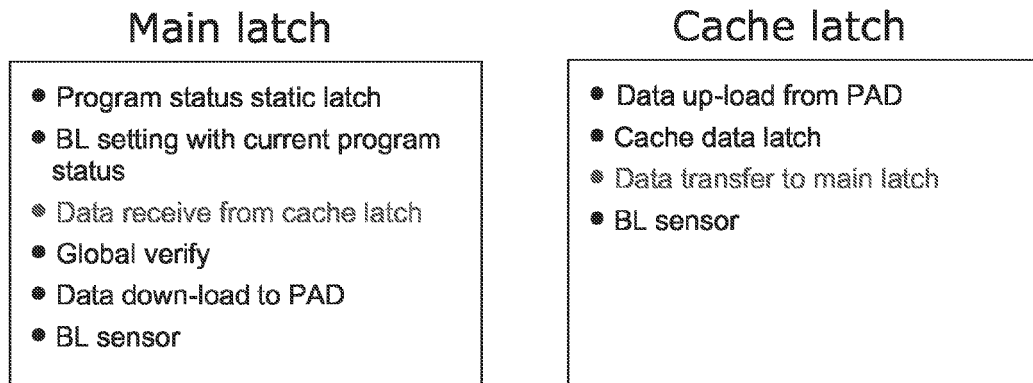 Main latch
• Program status static latch
• BL setting with current program
status
• Data receive from cache latch
• Global verify
• Data down-load to PAD
• BL sensor
Cache latch
• Data up-load from PAD
• Cache data latch
• Data transfer to main latch
• BL sensor